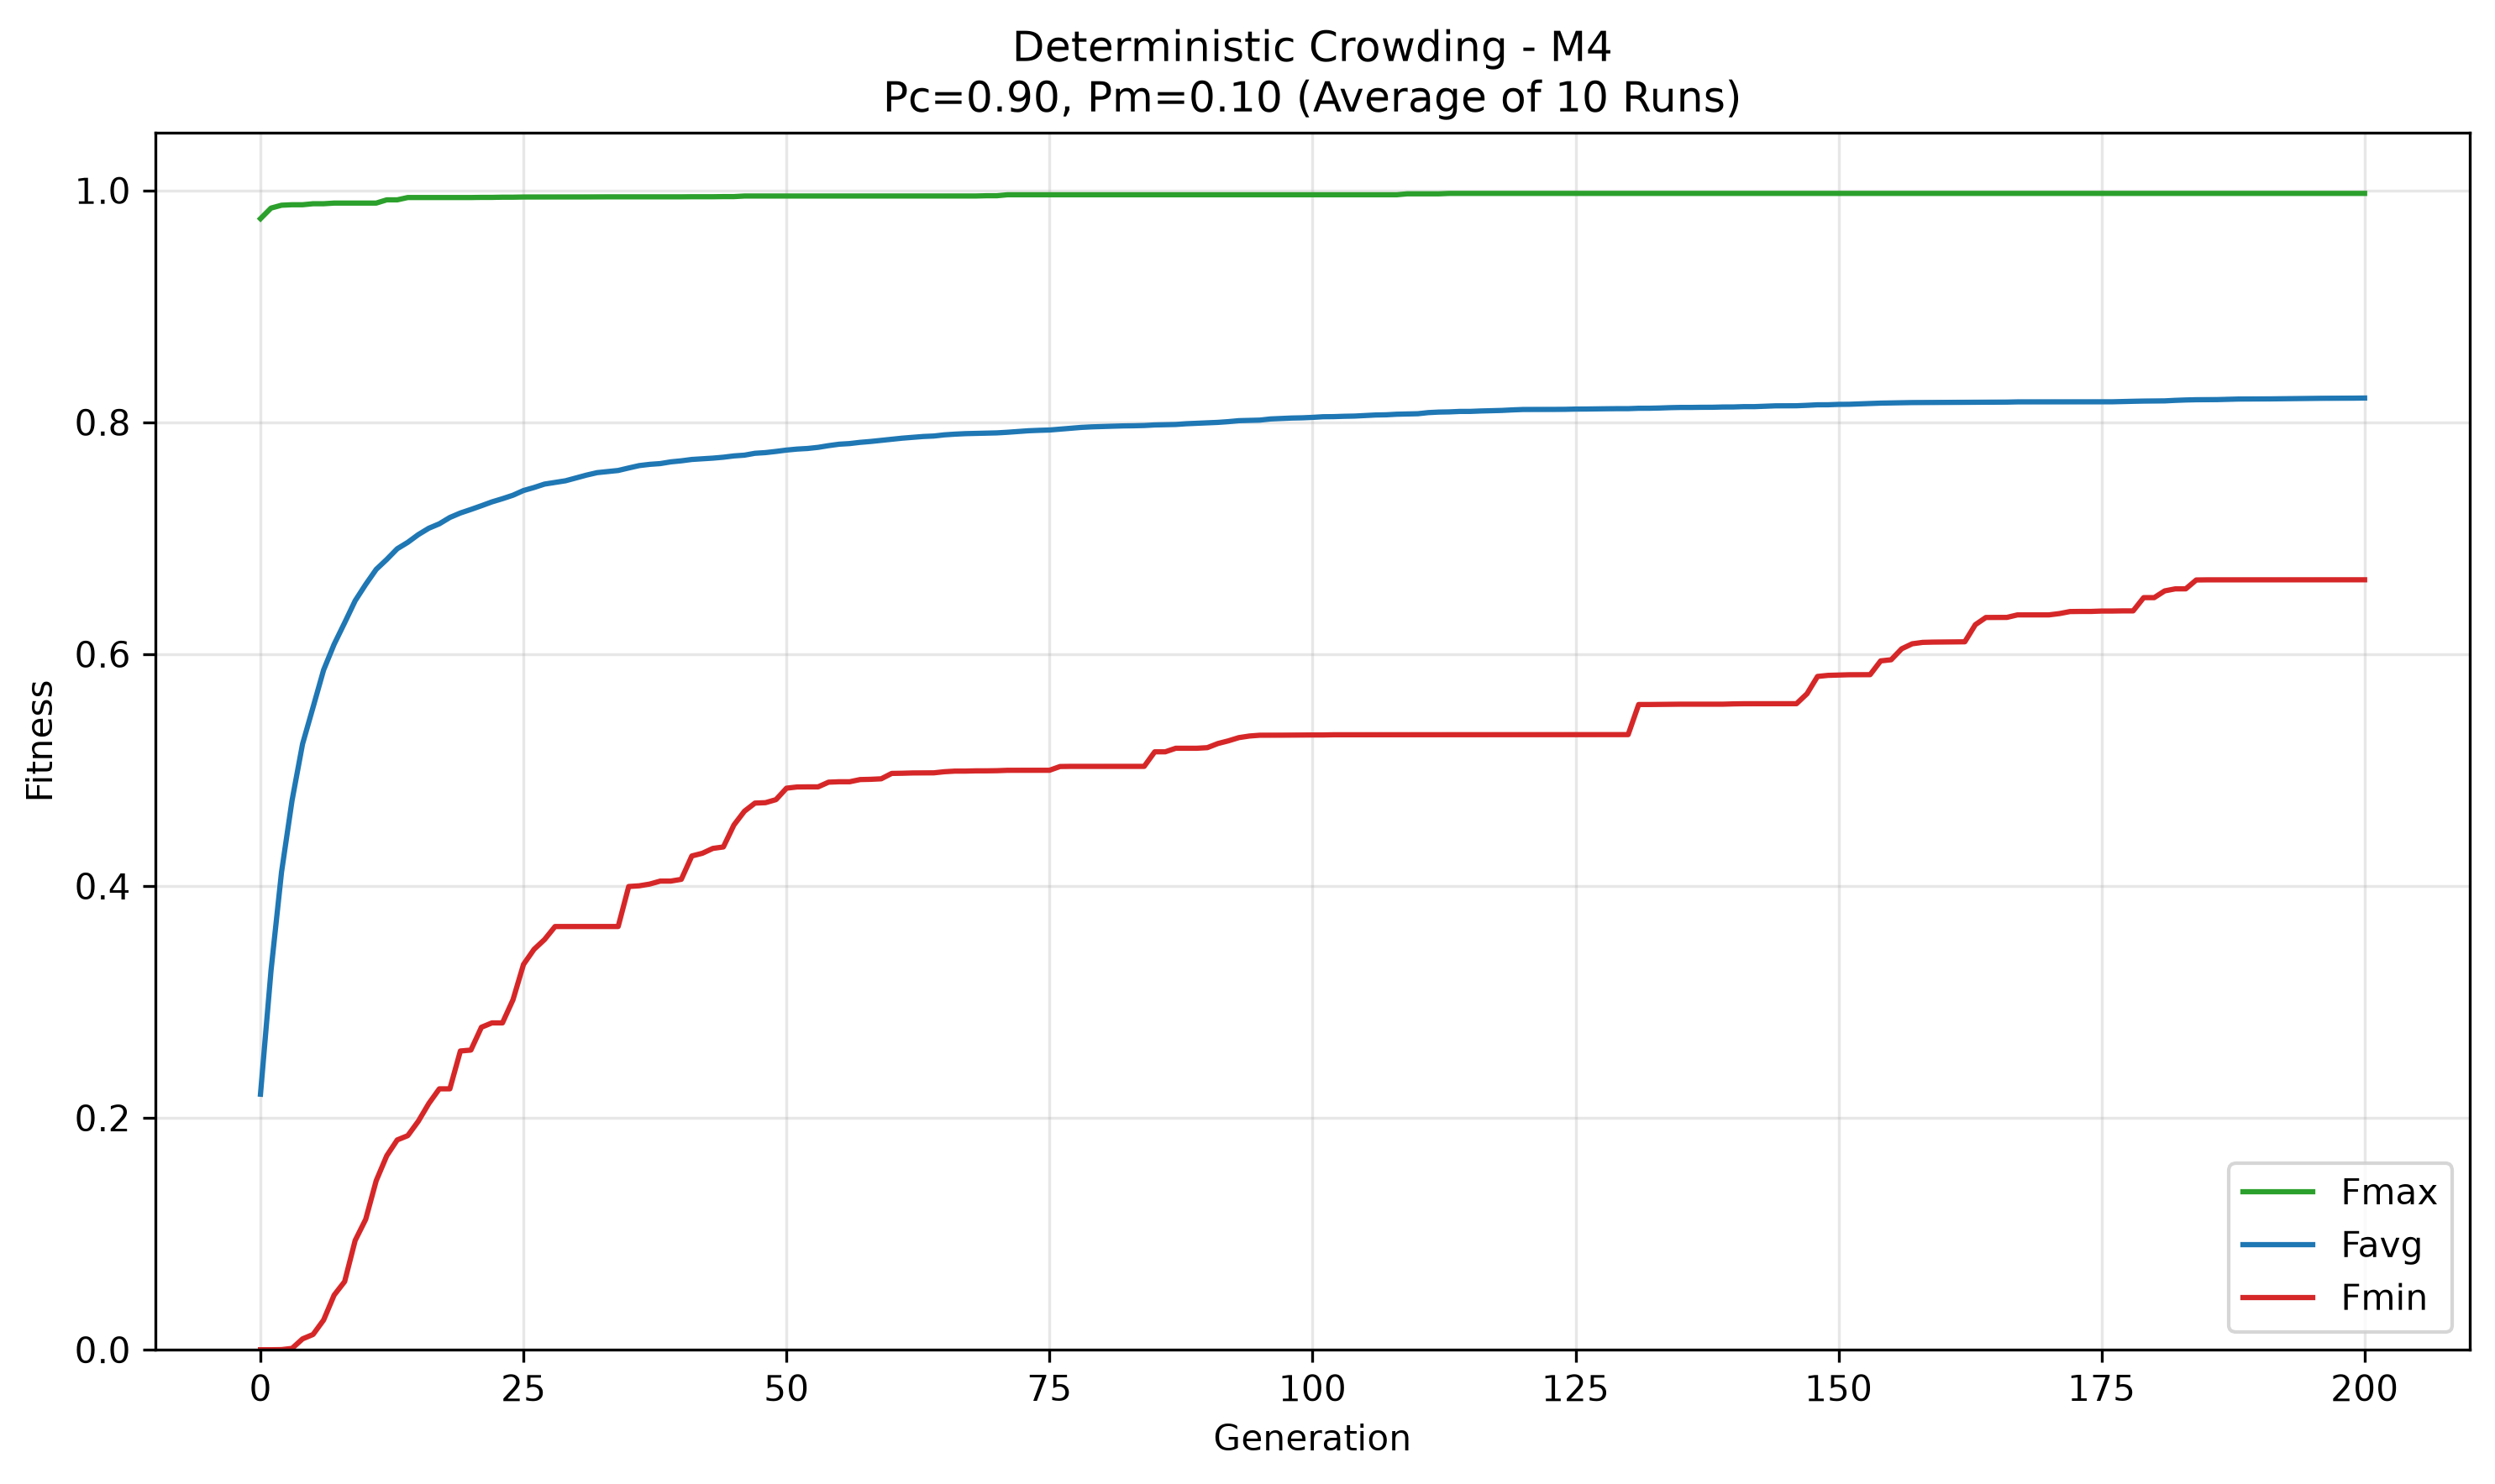 Deterministic Crowding - M4
Pc=0.90, Pm=0.10 (Average of 10 Runs)
Fitness
1.0
0.8
0.6
0.4
0.2
0.0
0 25 50 75 100 125 150 175 200
Generation
Fmax
Favg
Fmin